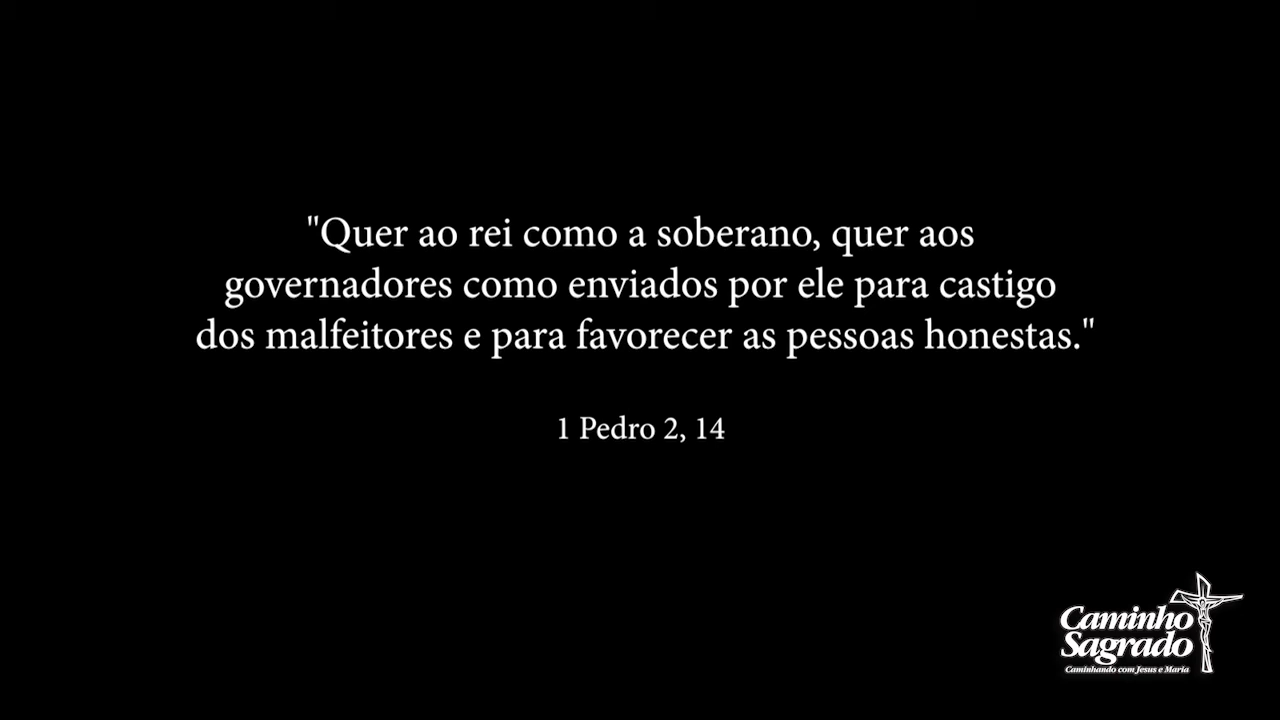 "Quer ao rei como a soberano, quer aos
governadores como enviados por ele para castigo
dos malfeitores e para favorecer as pessoas honestas."
1 Pedro 2, 14
Caminho
Sagrado
Caminhando com Jesus e Maria